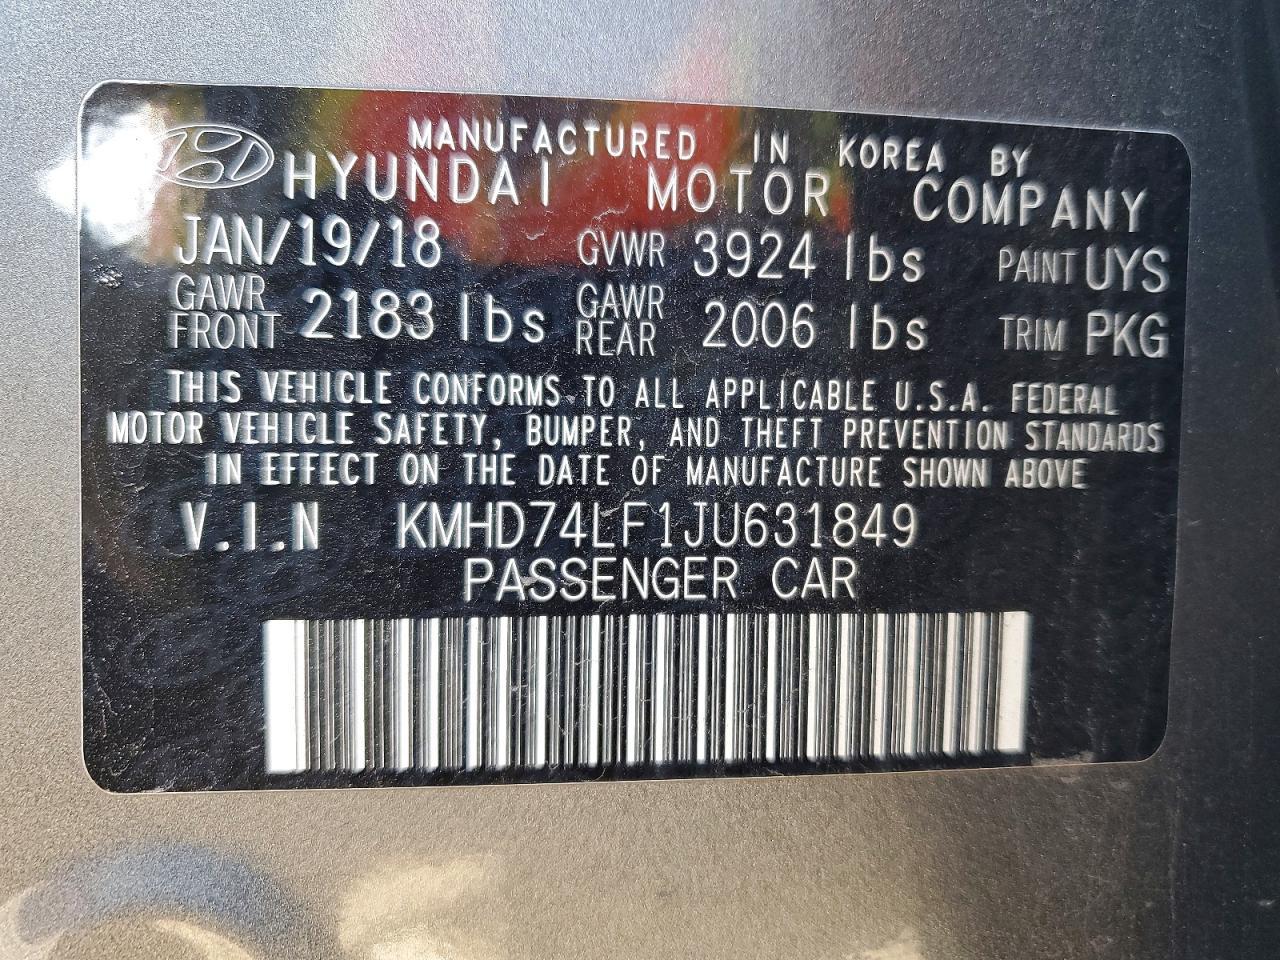 MANUFACTURED IN KOREA BY
HYUNDAI MOTOR COMPANY
JAN/19/18 GVWR 3924 lbs PAINT UYS
GAWR FRONT 2183 lbs GAWR REAR 2006 lbs TRIM PKG
THIS VEHICLE CONFORMS TO ALL APPLICABLE U.S.A. FEDERAL
MOTOR VEHICLE SAFETY, BUMPER, AND THEFT PREVENTION STANDARDS
IN EFFECT ON THE DATE OF MANUFACTURE SHOWN ABOVE
V.I.N KMHD74LF1JU631849
PASSENGER CAR